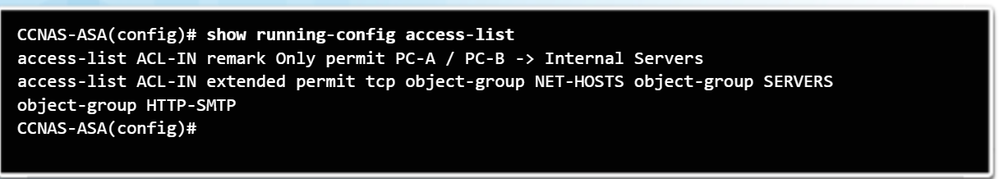 CCNAS-ASA(config)# show running-config access-list
access-list ACL-IN remark Only permit PC-A / PC-B -> Internal Servers
access-list ACL-IN extended permit tcp object-group NET-HOSTS object-group SERVERS
object-group HTTP-SMTP
CCNAS-ASA(config)#